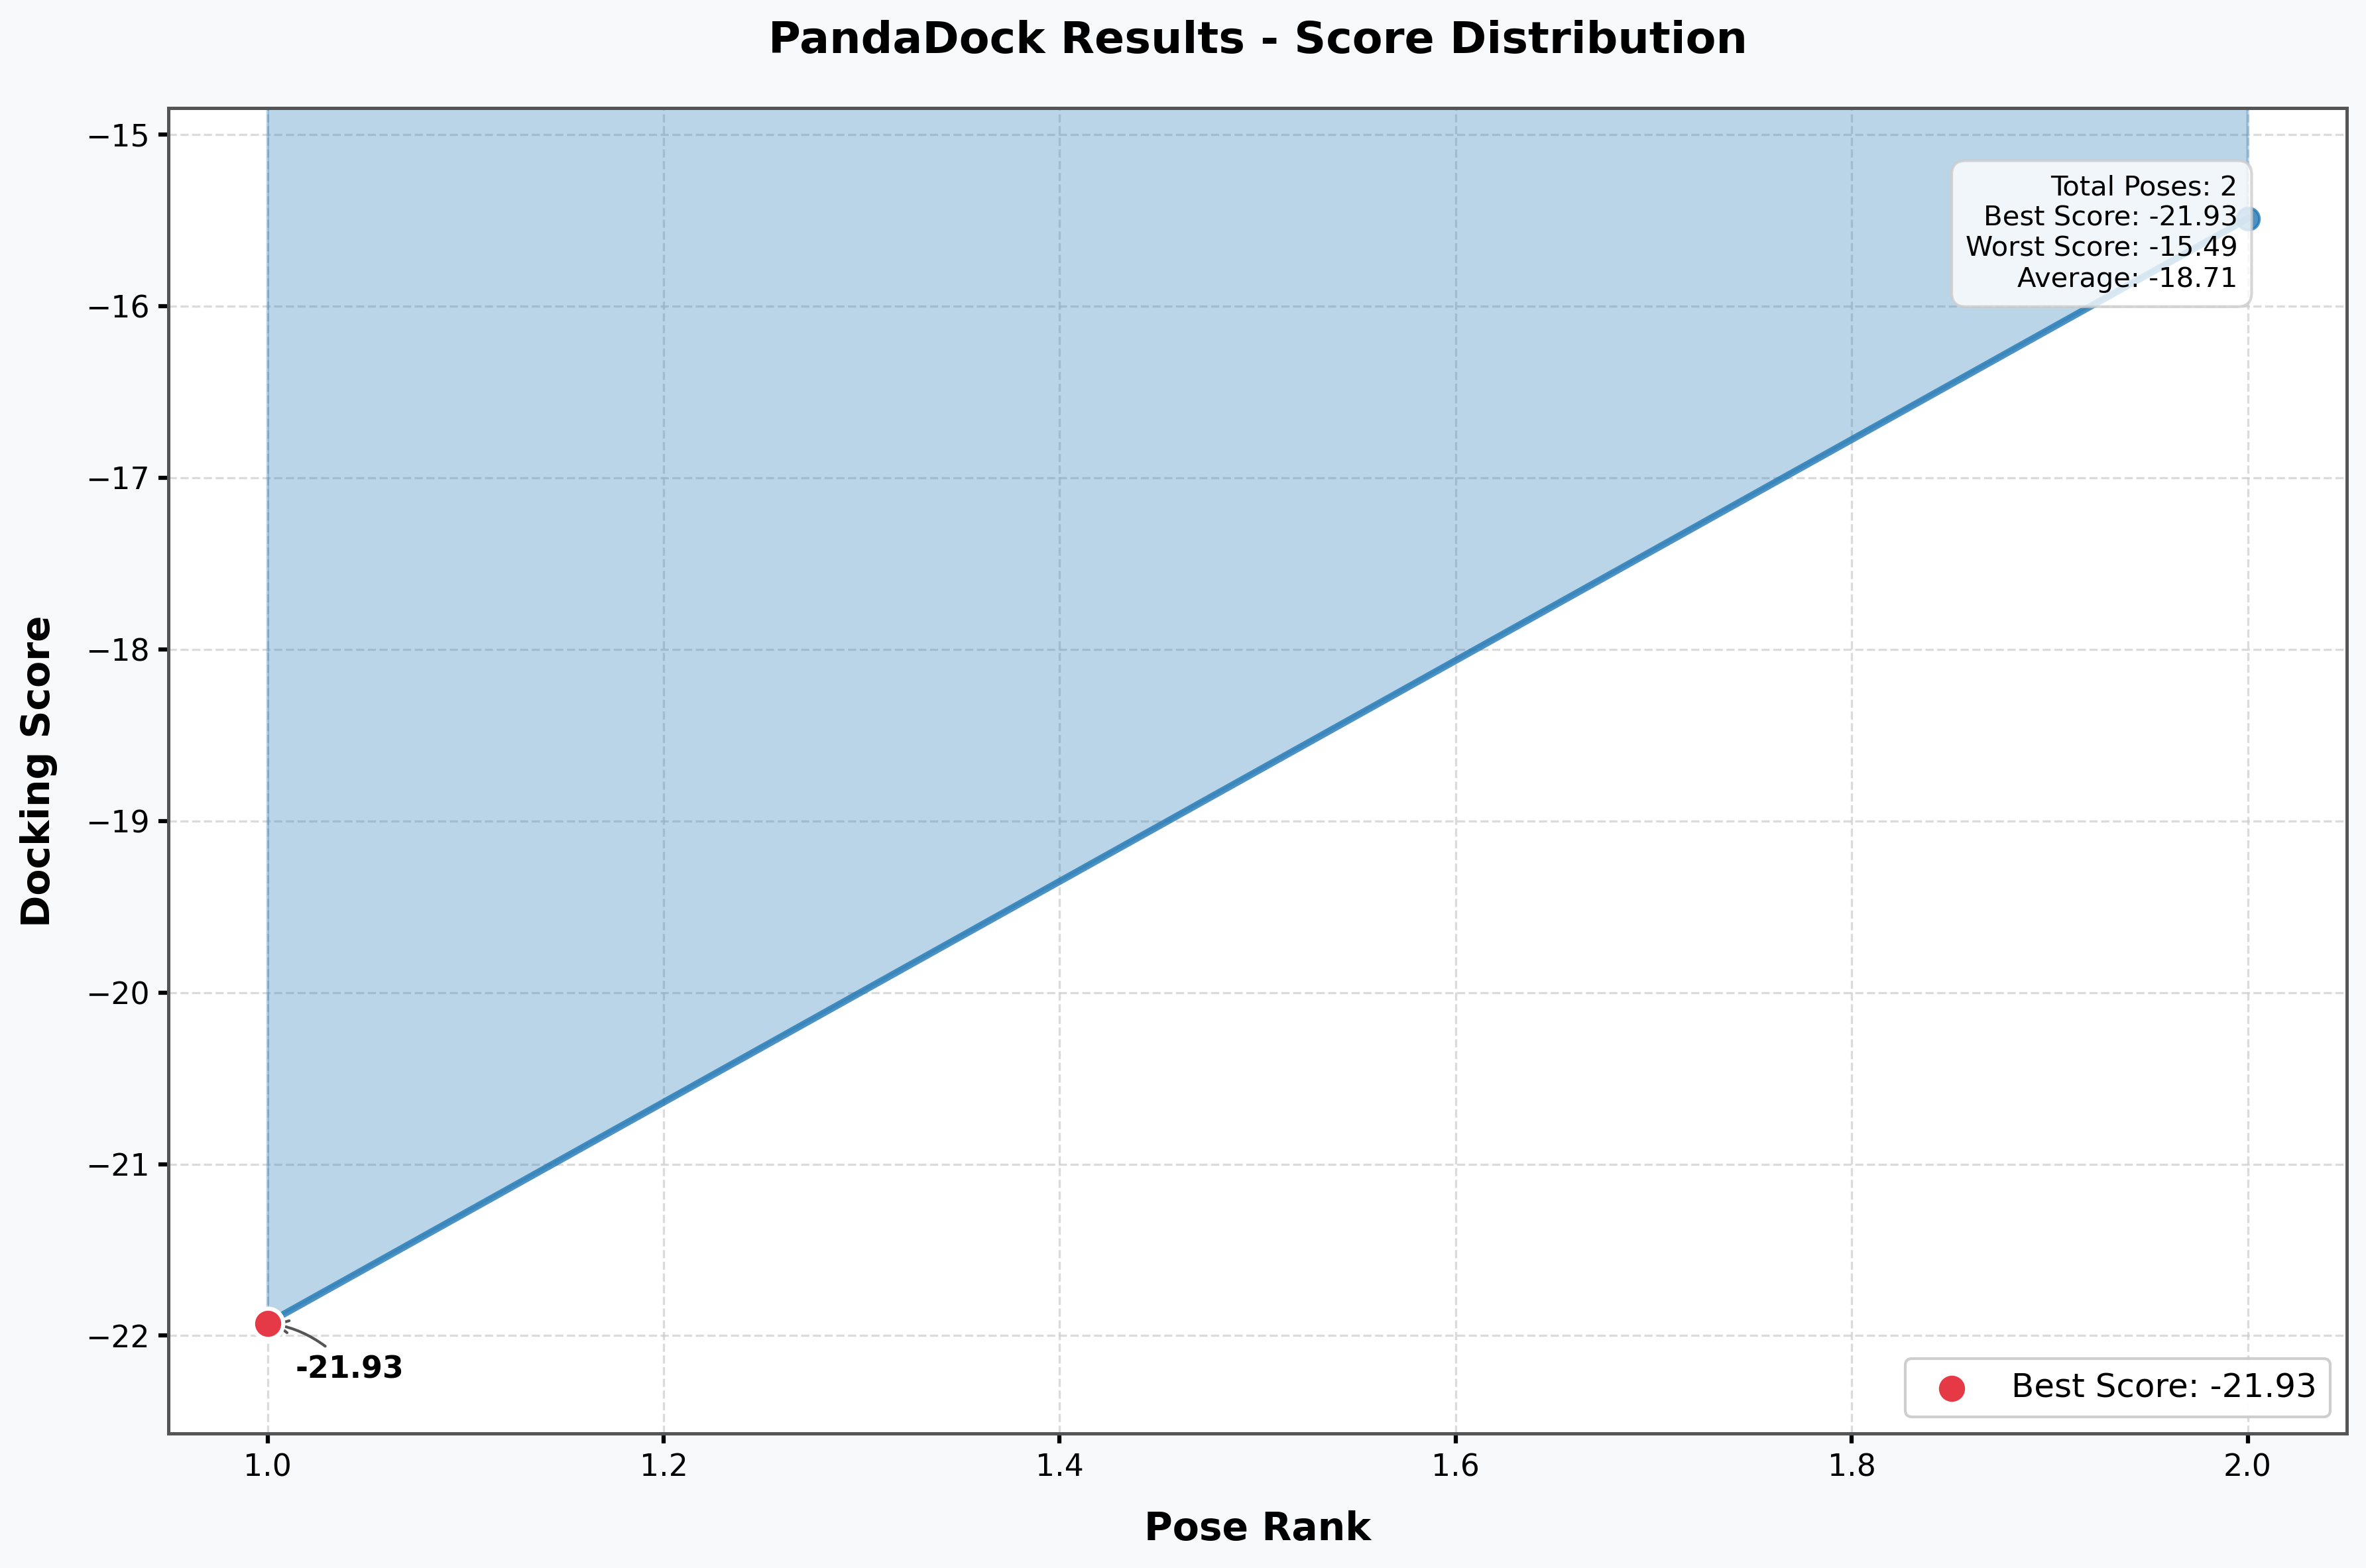 PandaDock Results - Score Distribution
Docking Score
−15
−16
−17
−18
−19
−20
−21
−22
Total Poses: 2
Best Score: -21.93
Worst Score: -15.49
Average: -18.71
-21.93
Best Score: -21.93
1.0
1.2
1.4
1.6
1.8
2.0
Pose Rank